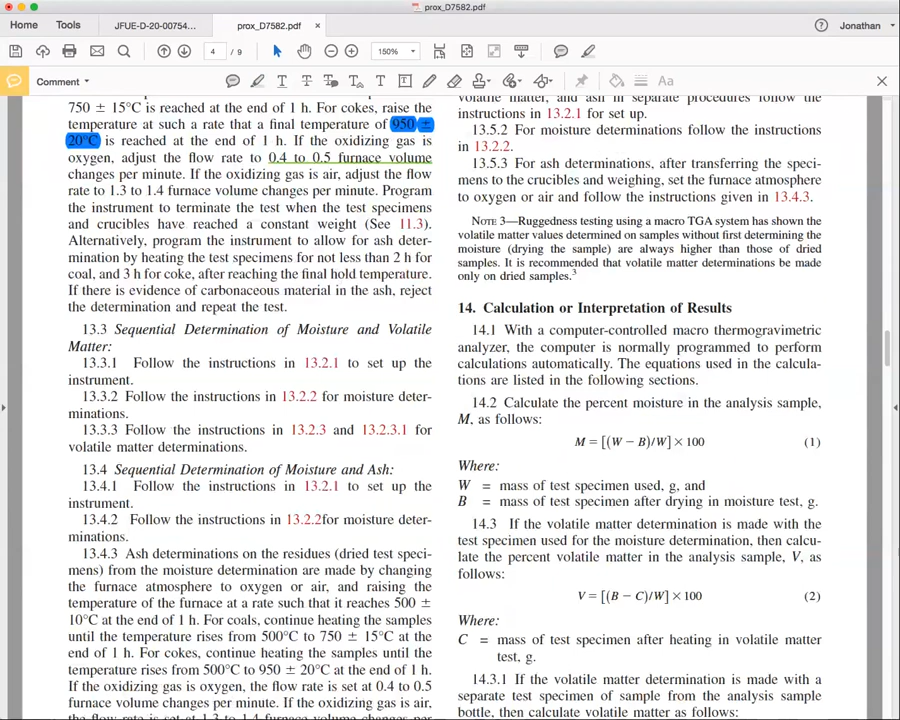 prox_D7582.pdf
Home
Tools
JFUE-D-20-00754...
prox_D7582.pdf
×
Jonathan
4 / 9
150%
Comment
Aa
750 ± 15°C is reached at the end of 1 h. For cokes, raise the
temperature at such a rate that a final temperature of 950 ±
20°C is reached at the end of 1 h. If the oxidizing gas is
oxygen, adjust the flow rate to 0.4 to 0.5 furnace volume
changes per minute. If the oxidizing gas is air, adjust the flow
rate to 1.3 to 1.4 furnace volume changes per minute. Program
the instrument to terminate the test when the test specimens
and crucibles have reached a constant weight (See 11.3).
Alternatively, program the instrument to allow for ash deter-
mination by heating the test specimens for not less than 2 h for
coal, and 3 h for coke, after reaching the final hold temperature.
If there is evidence of carbonaceous material in the ash, reject
the determination and repeat the test.
13.3 Sequential Determination of Moisture and Volatile
Matter:
13.3.1 Follow the instructions in 13.2.1 to set up the
instrument.
13.3.2 Follow the instructions in 13.2.2 for moisture deter-
minations.
13.3.3 Follow the instructions in 13.2.3 and 13.2.3.1 for
volatile matter determinations.
13.4 Sequential Determination of Moisture and Ash:
13.4.1 Follow the instructions in 13.2.1 to set up the
instrument.
13.4.2 Follow the instructions in 13.2.2for moisture deter-
minations.
13.4.3 Ash determinations on the residues (dried test speci-
mens) from the moisture determination are made by changing
the furnace atmosphere to oxygen or air, and raising the
temperature of the furnace at a rate such that it reaches 500 ±
10°C at the end of 1 h. For coals, continue heating the samples
until the temperature rises from 500°C to 750 ± 15°C at the
end of 1 h. For cokes, continue heating the samples until the
temperature rises from 500°C to 950 ± 20°C at the end of 1 h.
If the oxidizing gas is oxygen, the flow rate is set at 0.4 to 0.5
furnace volume changes per minute. If the oxidizing gas is air,
the flow rate is set at 1.3 to 1.4 furnace volume changes per
volatile matter, and ash in separate procedures follow the
instructions in 13.2.1 for set up.
13.5.2 For moisture determinations follow the instructions
in 13.2.2.
13.5.3 For ash determinations, after transferring the speci-
mens to the crucibles and weighing, set the furnace atmosphere
to oxygen or air and follow the instructions given in 13.4.3.
NOTE 3—Ruggedness testing using a macro TGA system has shown the
volatile matter values determined on samples without first determining the
moisture (drying the sample) are always higher than those of dried
samples. It is recommended that volatile matter determinations be made
only on dried samples.3
14. Calculation or Interpretation of Results
14.1 With a computer-controlled macro thermogravimetric
analyzer, the computer is normally programmed to perform
calculations automatically. The equations used in the calcula-
tions are listed in the following sections.
14.2 Calculate the percent moisture in the analysis sample,
M, as follows:
M = [(W − B)/W] × 100 (1)
Where:
W = mass of test specimen used, g, and
B = mass of test specimen after drying in moisture test, g.
14.3 If the volatile matter determination is made with the
test specimen used for the moisture determination, then calcu-
late the percent volatile matter in the analysis sample, V, as
follows:
V = [(B − C)/W] × 100 (2)
Where:
C = mass of test specimen after heating in volatile matter
test, g.
14.3.1 If the volatile matter determination is made with a
separate test specimen of sample from the analysis sample
bottle, then calculate volatile matter as follows: